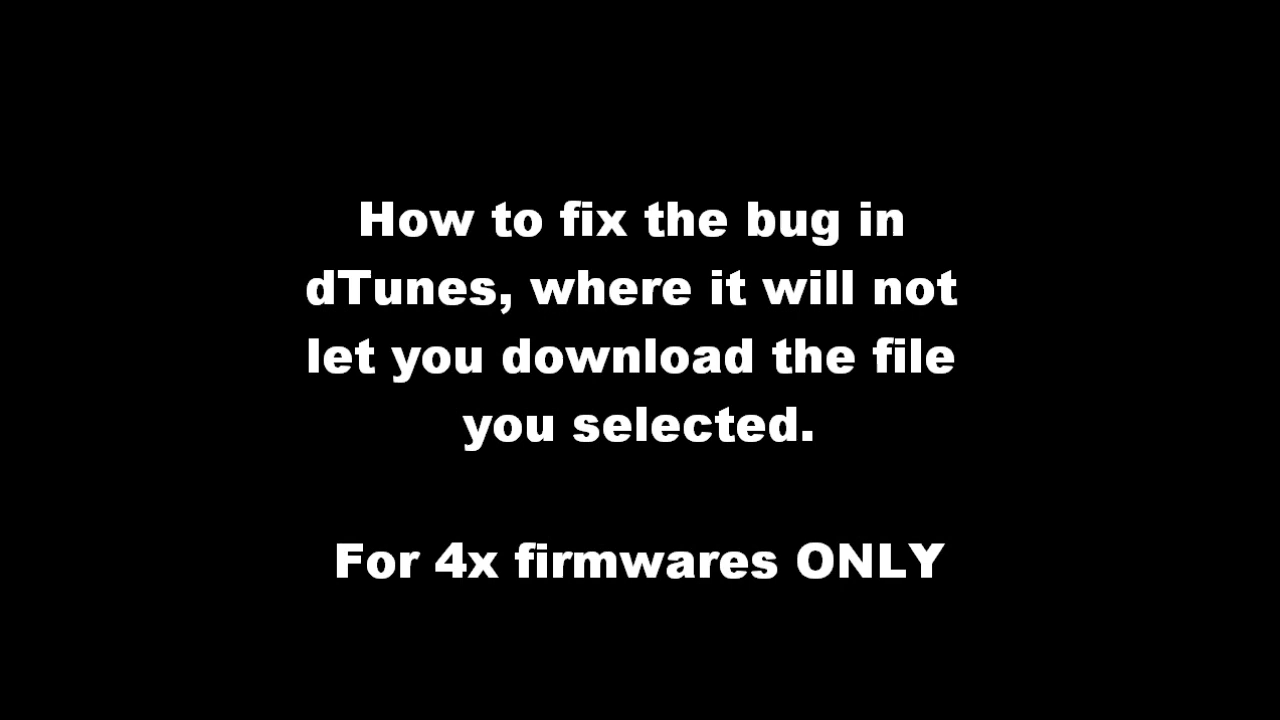 How to fix the bug in
dTunes, where it will not
let you download the file
you selected.
For 4x firmwares ONLY